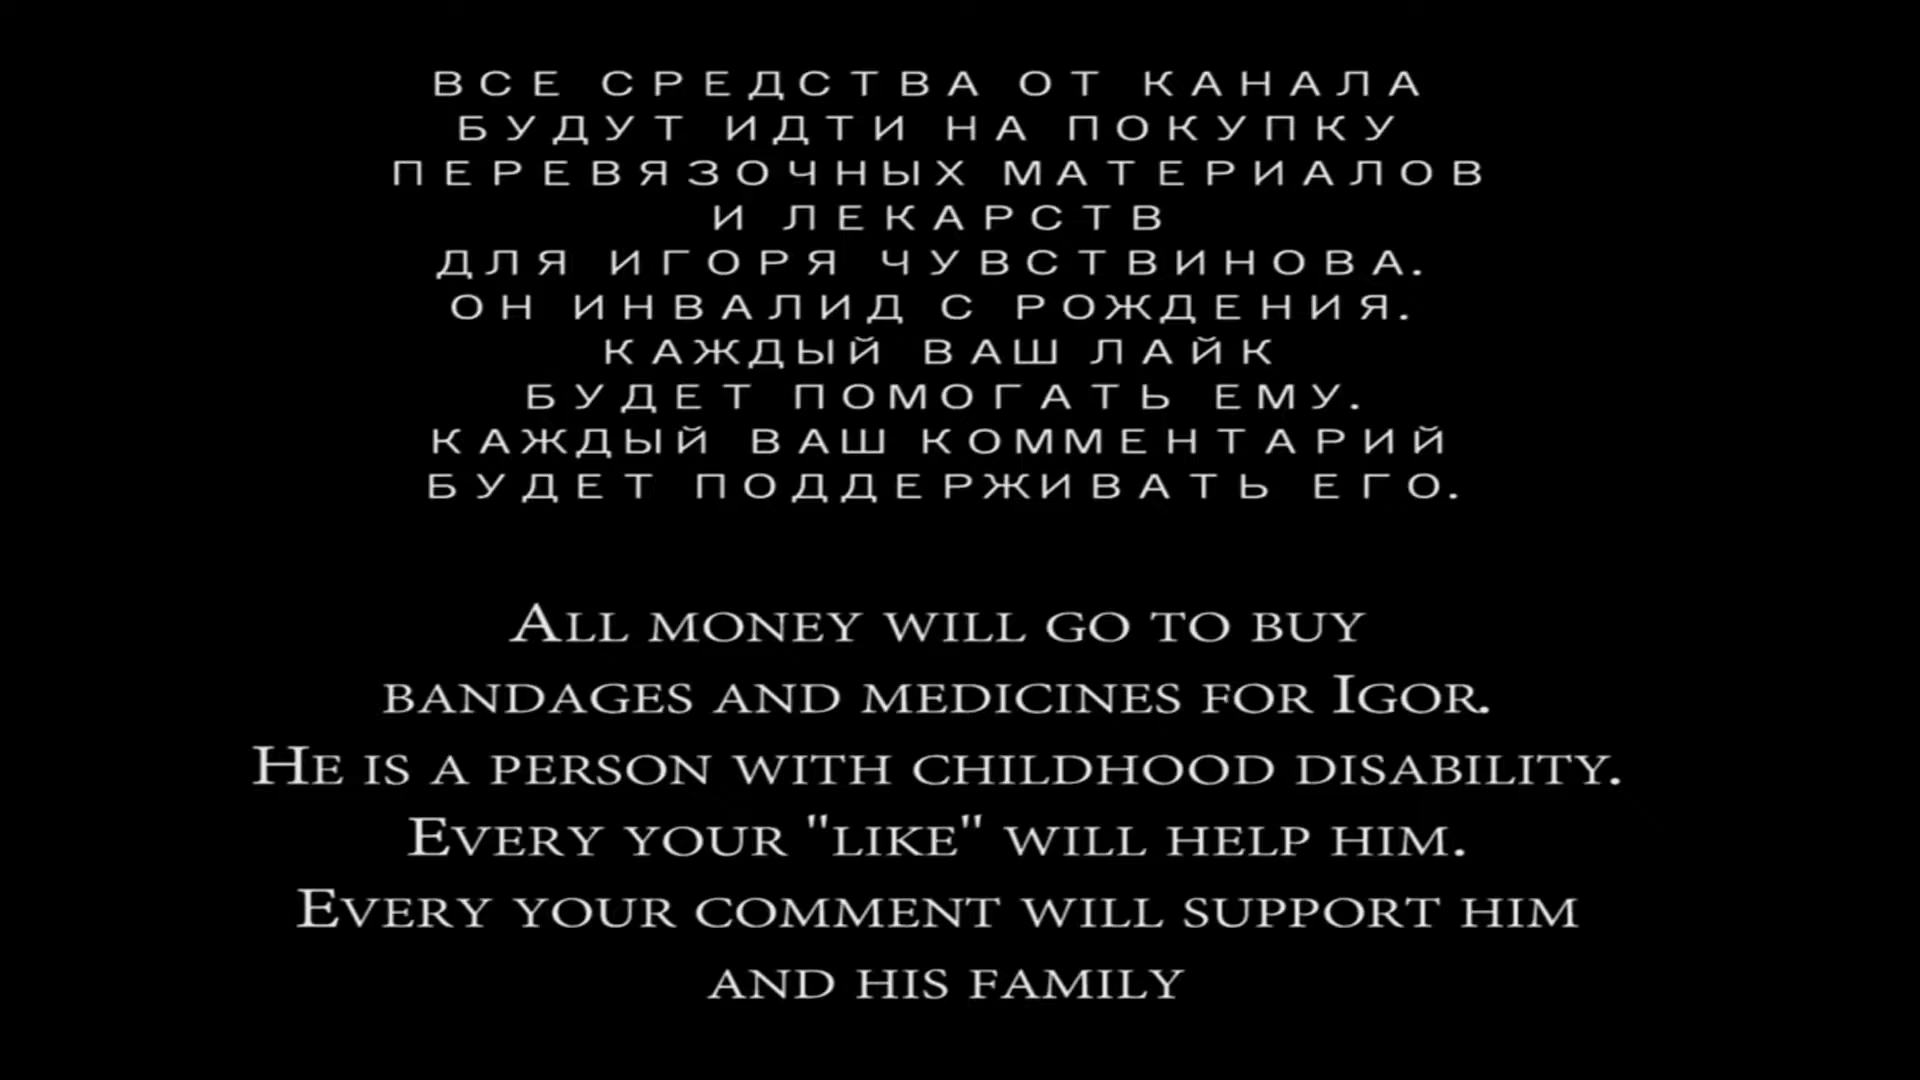 ВСЕ СРЕДСТВА ОТ КАНАЛА
БУДУТ ИДТИ НА ПОКУПКУ
ПЕРЕВЯЗОЧНЫХ МАТЕРИАЛОВ
И ЛЕКАРСТВ
ДЛЯ ИГОРЯ ЧУВСТВИНОВА.
ОН ИНВАЛИД С РОЖДЕНИЯ.
КАЖДЫЙ ВАШ ЛАЙК
БУДЕТ ПОМОГАТЬ ЕМУ.
КАЖДЫЙ ВАШ КОММЕНТАРИЙ
БУДЕТ ПОДДЕРЖИВАТЬ ЕГО.
All money will go to buy
bandages and medicines for Igor.
He is a person with childhood disability.
Every your "like" will help him.
Every your comment will support him
and his family